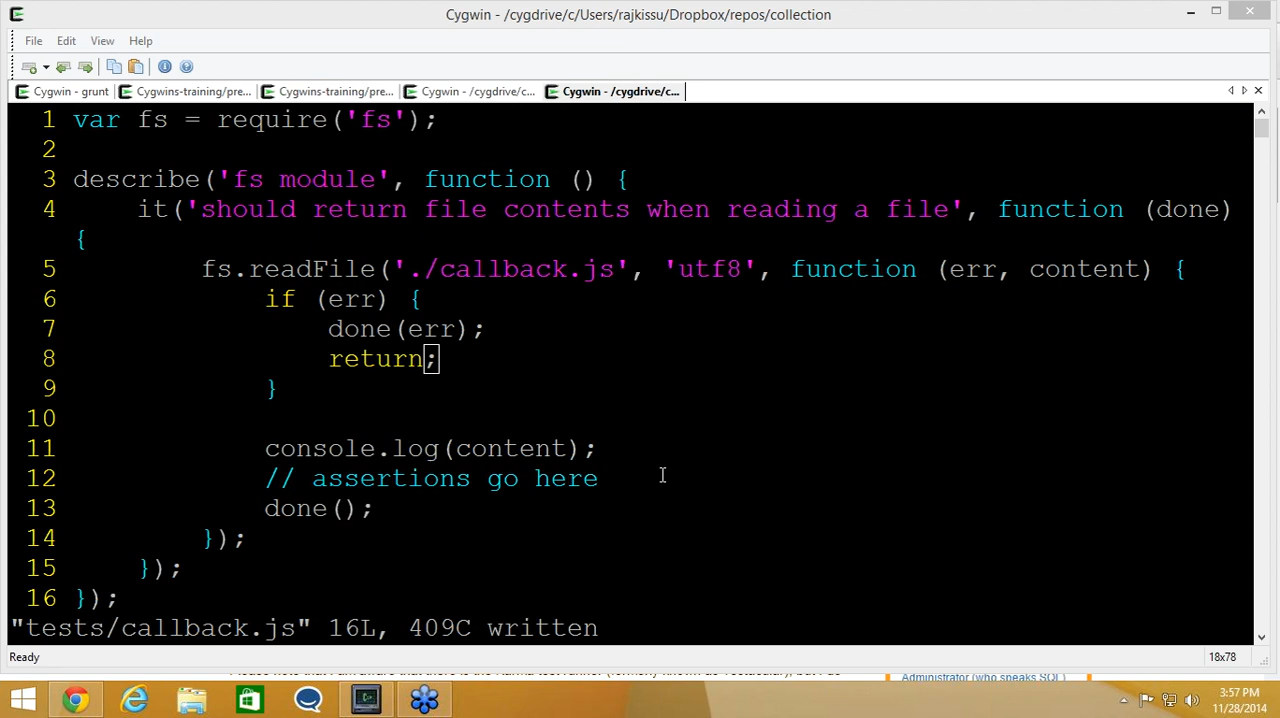 Cygwin - /cygdrive/c/Users/rajkissu/Dropbox/repos/collection
File Edit View Help
Cygwin - grunt Cygwins-training/pre... Cygwins-training/pre... Cygwin - /cygdrive/c... Cygwin - /cygdrive/c...
1 var fs = require('fs');
2
3 describe('fs module', function () {
4 it('should return file contents when reading a file', function (done)
{
5 fs.readFile('./callback.js', 'utf8', function (err, content) {
6 if (err) {
7 done(err);
8 return;
9 }
10
11 console.log(content);
12 // assertions go here
13 done();
14 });
15 });
16 });
"tests/callback.js" 16L, 409C written
Ready 18x78
Administrator (who speaks SQL)
3:57 PM
11/28/2014